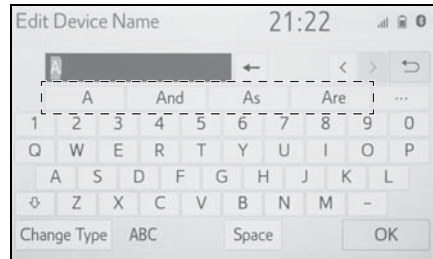 Edit Device Name 21:22
A ← < >
A And As Are ...
1 2 3 4 5 6 7 8 9 0
Q W E R T Y U I O P
A S D F G H J K L
Z X C V B N M -
Change Type ABC Space OK